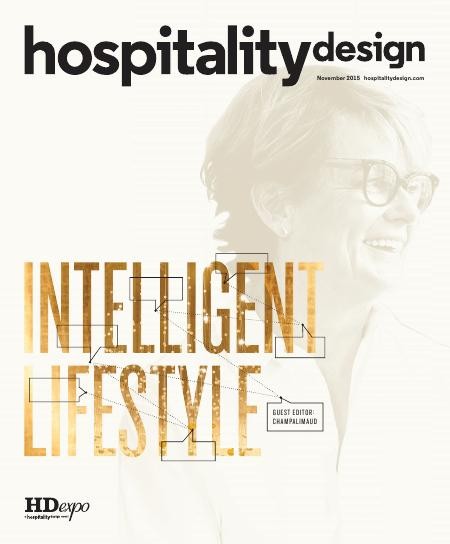 hospitalitydesign
November 2015 hospitalitydesign.com
INTELLIGENT
LIFESTYLE
GUEST EDITOR:
CHAMPALIMAUD
HDexpo